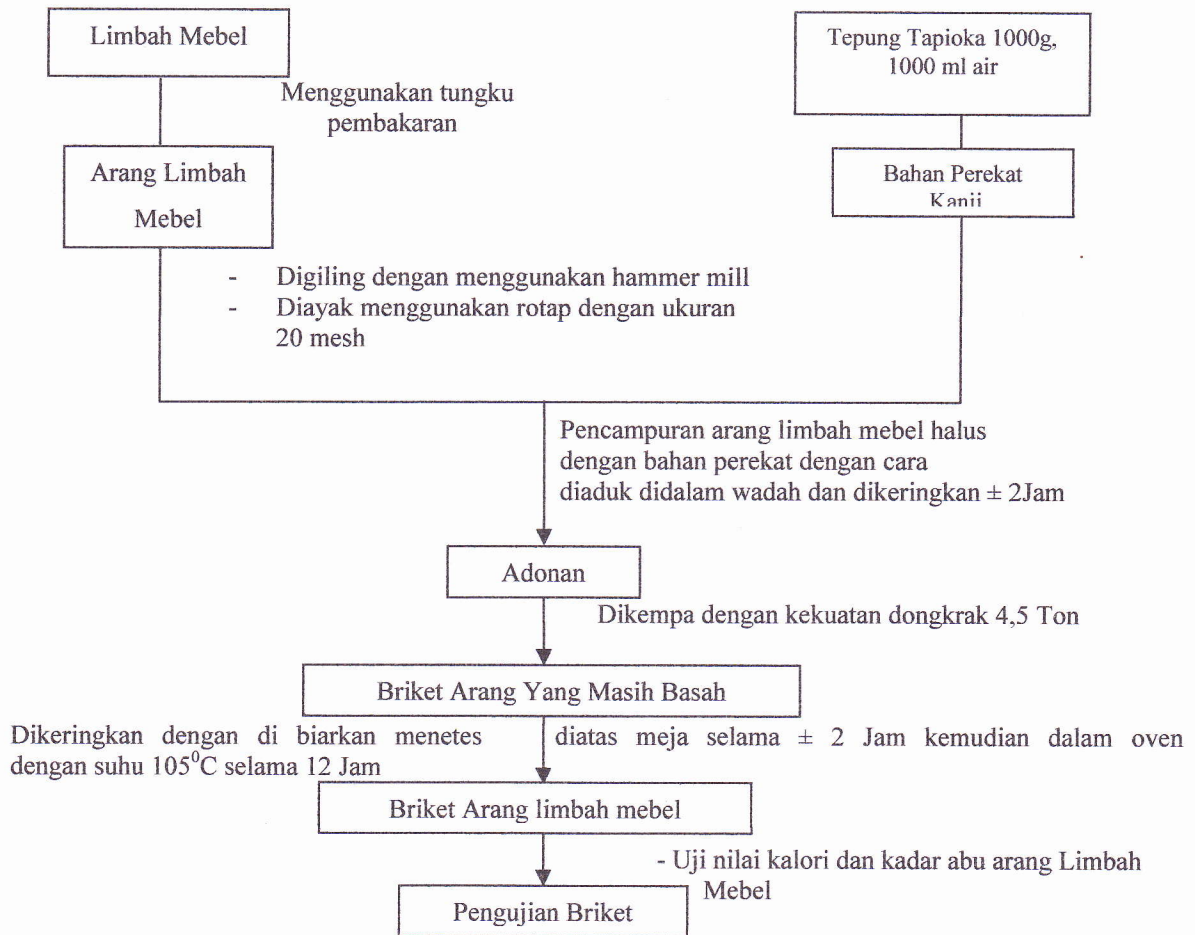 Limbah Mebel
Menggunakan tungku
pembakaran
Arang Limbah
Mebel
Tepung Tapioka 1000g,
1000 ml air
Bahan Perekat
Kanji
- Digiling dengan menggunakan hammer mill
- Diayak menggunakan rotap dengan ukuran
20 mesh
Pencampuran arang limbah mebel halus
dengan bahan perekat dengan cara
diaduk didalam wadah dan dikeringkan ± 2Jam
Adonan
Dikempa dengan kekuatan dongkrak 4,5 Ton
Briket Arang Yang Masih Basah
Dikeringkan dengan di biarkan menetes diatas meja selama ± 2 Jam kemudian dalam oven
dengan suhu 105⁰C selama 12 Jam
Briket Arang limbah mebel
- Uji nilai kalori dan kadar abu arang Limbah
Mebel
Pengujian Briket